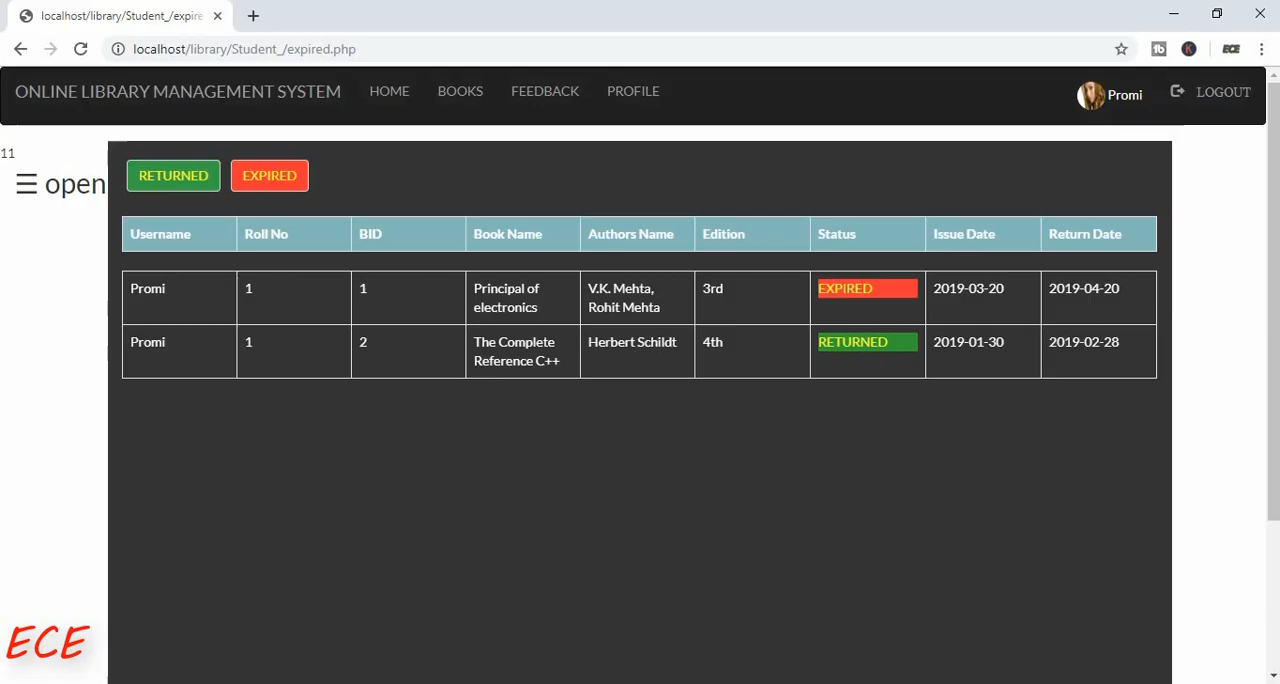 localhost/library/Student_/expire
localhost/library/Student_/expired.php
ECE
ONLINE LIBRARY MANAGEMENT SYSTEM HOME BOOKS FEEDBACK PROFILE Promi LOGOUT
11
☰ open
RETURNED EXPIRED
Username Roll No BID Book Name Authors Name Edition Status Issue Date Return Date
Promi 1 1 Principal of V.K. Mehta, 3rd EXPIRED 2019-03-20 2019-04-20
electronics Rohit Mehta
Promi 1 2 The Complete Herbert Schildt 4th RETURNED 2019-01-30 2019-02-28
Reference C++
ECE